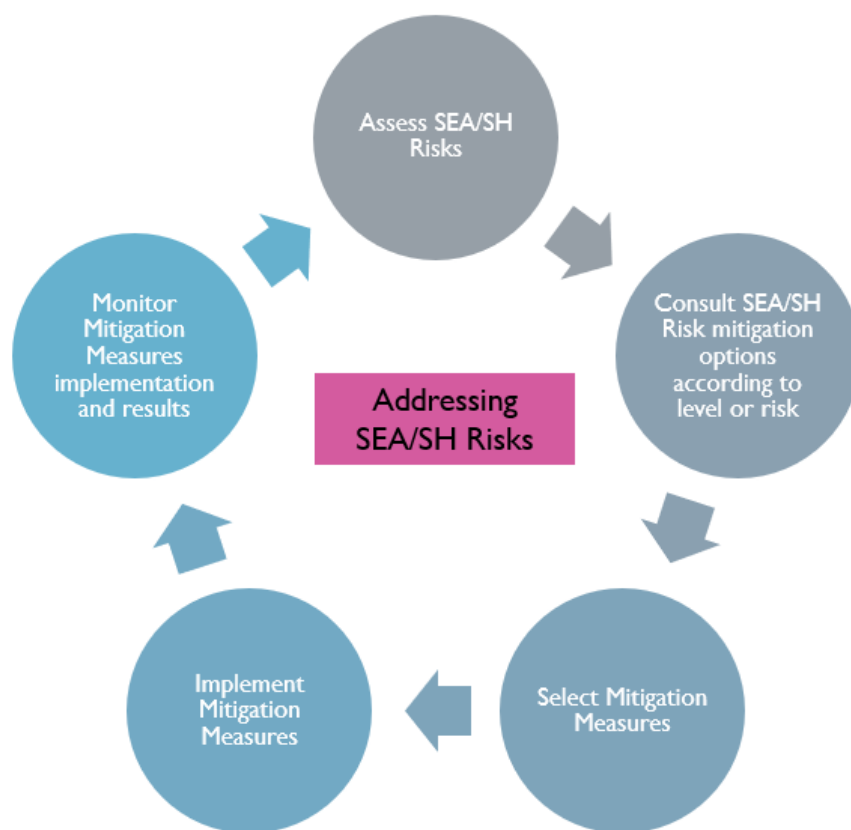 Assess SEA/SH
Risks
Consult SEA/SH
Risk mitigation
options
according to
level or risk
Select Mitigation
Measures
Implement
Mitigation
Measures
Monitor
Mitigation
Measures
implementation
and results
Addressing
SEA/SH Risks